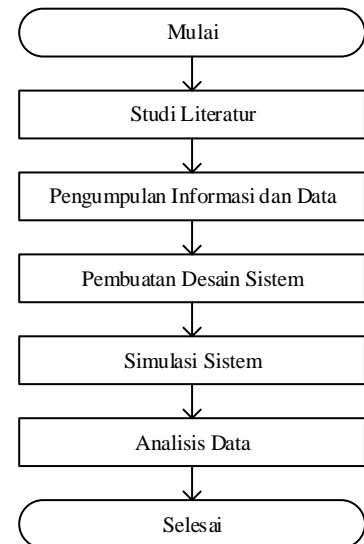 Mulai
Studi Literatur
Pengumpulan Informasi dan Data
Pembuatan Desain Sistem
Simulasi Sistem
Analisis Data
Selesai